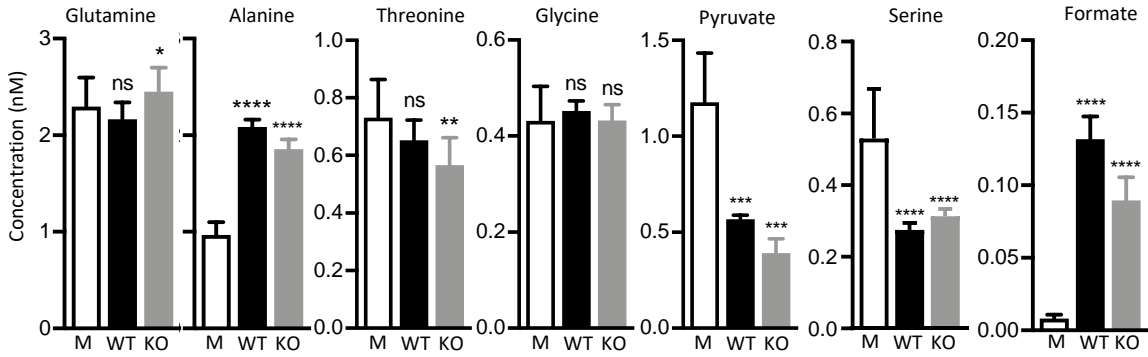 Glutamine
Alanine
Threonine
Glycine
Pyruvate
Serine
Formate
Concentration (nM)
3
2
1
0
ns
*
M WT KO
****
****
M WT KO
1.0
0.8
0.6
0.4
0.2
0.0
ns
**
M WT KO
0.6
0.4
0.2
0.0
ns
ns
M WT KO
1.5
1.0
0.5
0.0
***
***
M WT KO
0.8
0.6
0.4
0.2
0.0
****
****
M WT KO
0.20
0.15
0.10
0.05
0.00
****
****
M WT KO